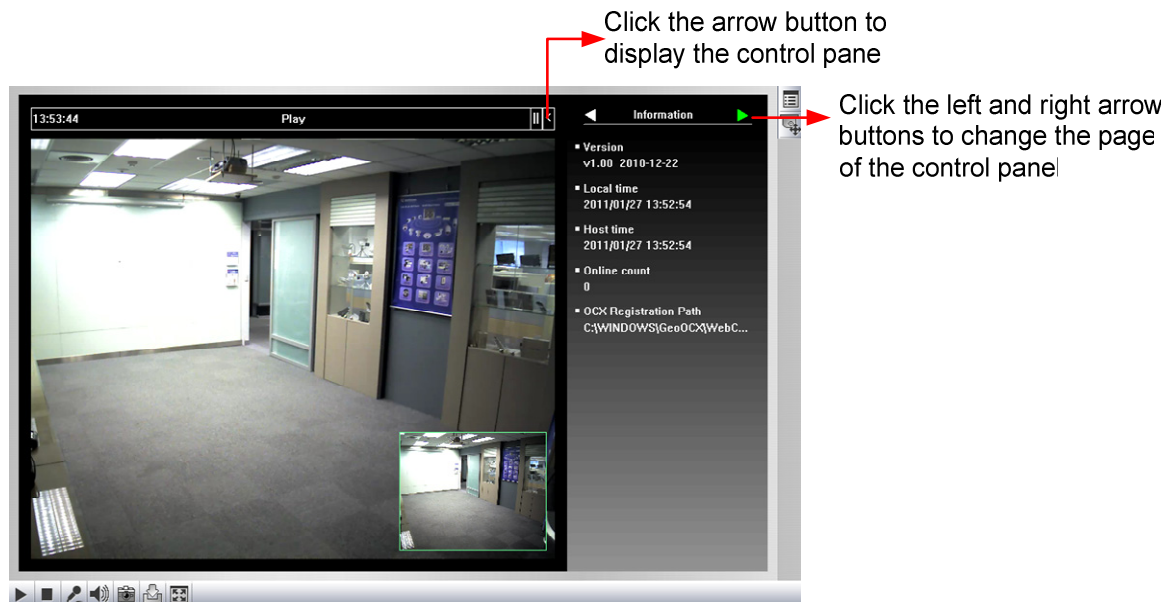 Click the arrow button to
display the control pane
Click the left and right arrow
buttons to change the page
of the control panel
13:53:44 Play
Information
Version
v1.00 2010-12-22
Local time
2011/01/27 13:52:54
Host time
2011/01/27 13:52:54
Online count
0
OCX Registration Path
C:\WINDOWS\GeoOCX\WebC...